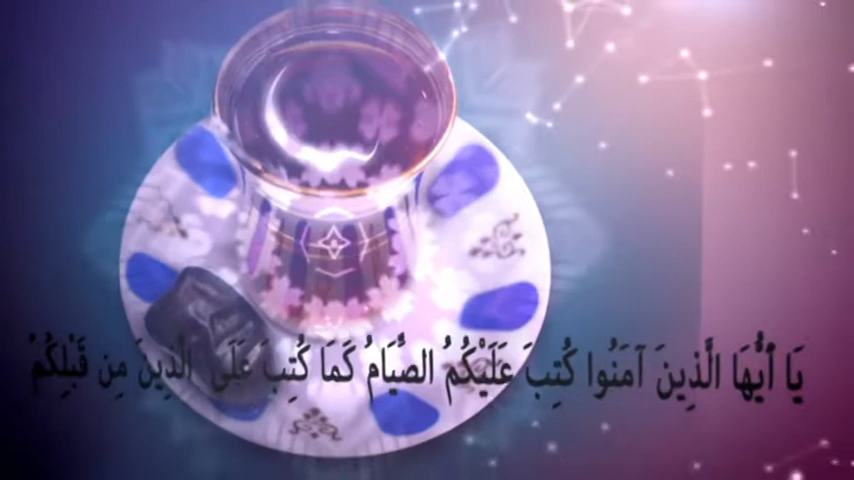 يَا أَيُّهَا الَّذِينَ آمَنُوا كُتِبَ عَلَيْكُمُ الصِّيَامُ كَمَا كُتِبَ عَلَى الَّذِينَ مِن قَبْلِكُمْ